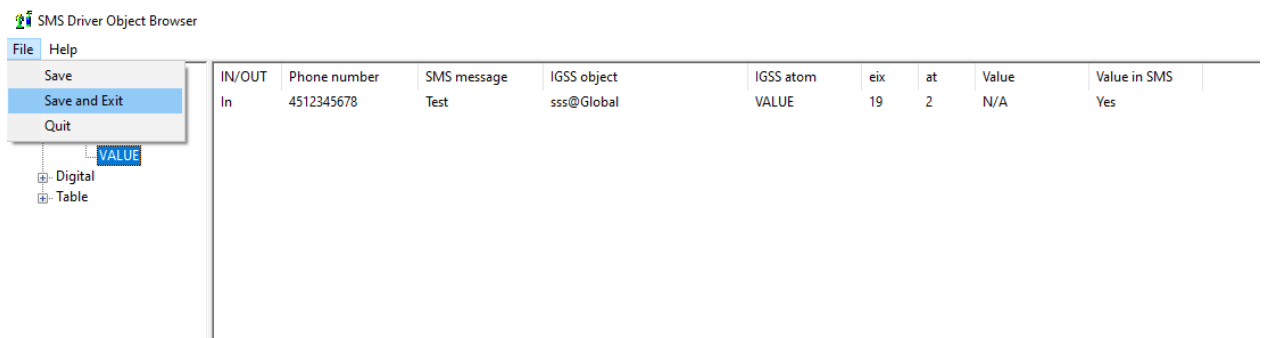 SMS Driver Object Browser
File Help
Save
Save and Exit
Quit
VALUE
Digital
Table
IN/OUT Phone number SMS message IGSS object IGSS atom eix at Value Value in SMS
In 4512345678 Test sss@Global VALUE 19 2 N/A Yes